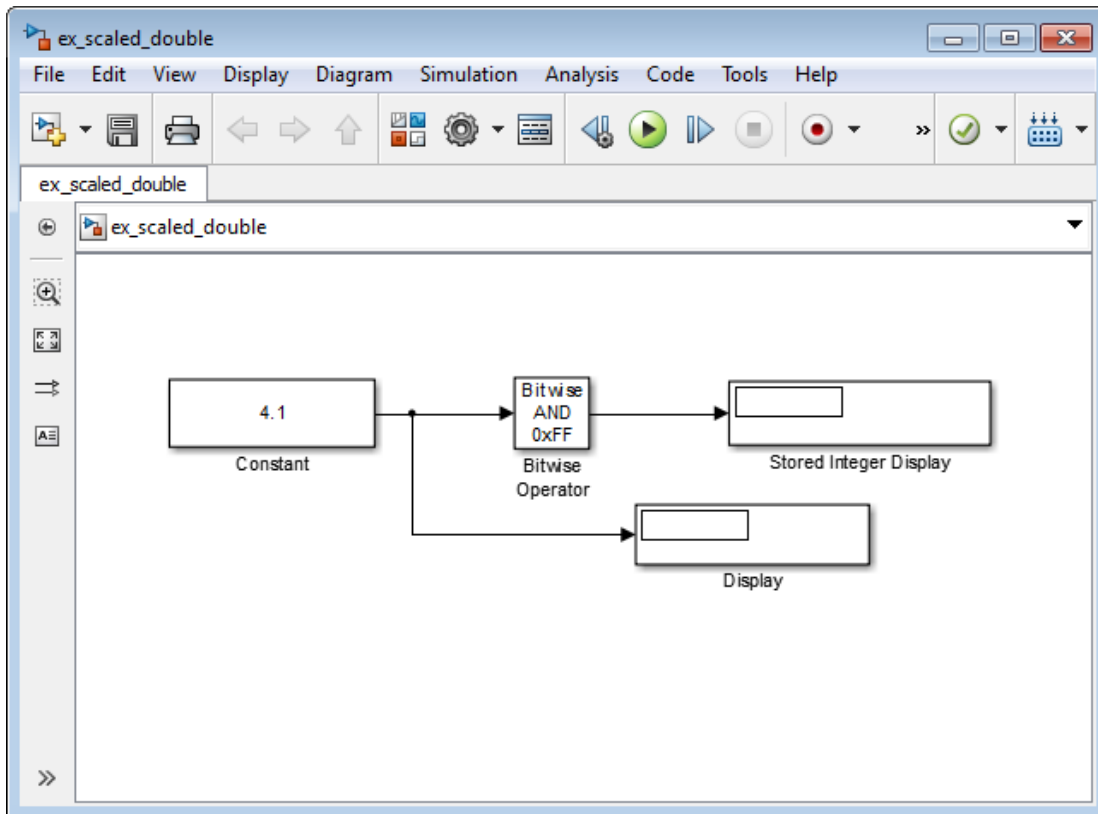 ex_scaled_double
File Edit View Display Diagram Simulation Analysis Code Tools Help
»
ex_scaled_double
ex_scaled_double
A
4.1
Constant
Bitwise
AND
0xFF
Bitwise
Operator
Stored Integer Display
Display
»